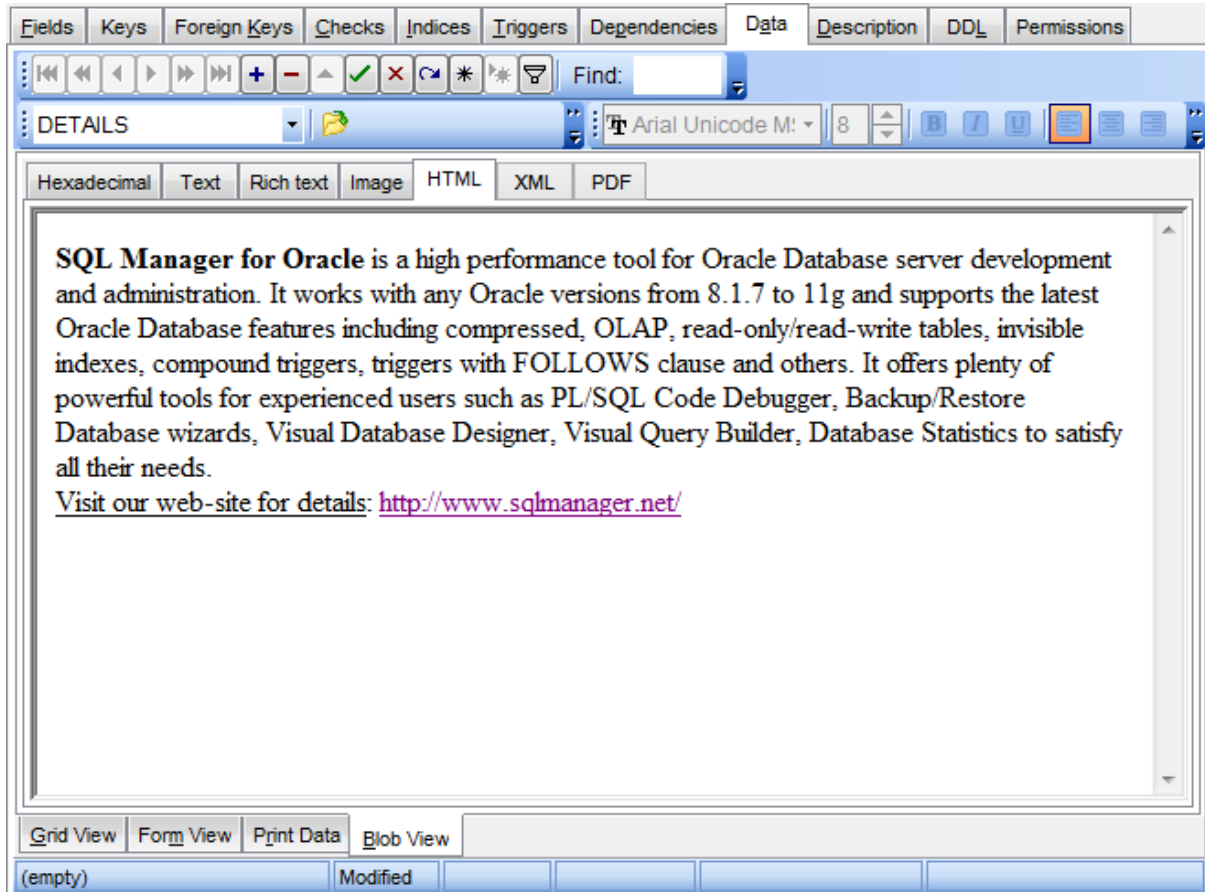 Fields Keys Foreign Keys Checks Indices Triggers Dependencies Data Description DDL Permissions
Find:
DETAILS Arial Unicode M 8 B I U
Hexadecimal Text Rich text Image HTML XML PDF
SQL Manager for Oracle is a high performance tool for Oracle Database server development
and administration. It works with any Oracle versions from 8.1.7 to 11g and supports the latest
Oracle Database features including compressed, OLAP, read-only/read-write tables, invisible
indexes, compound triggers, triggers with FOLLOWS clause and others. It offers plenty of
powerful tools for experienced users such as PL/SQL Code Debugger, Backup/Restore
Database wizards, Visual Database Designer, Visual Query Builder, Database Statistics to satisfy
all their needs.
Visit our web-site for details: http://www.sqlmanager.net/
Grid View Form View Print Data Blob View
(empty) Modified